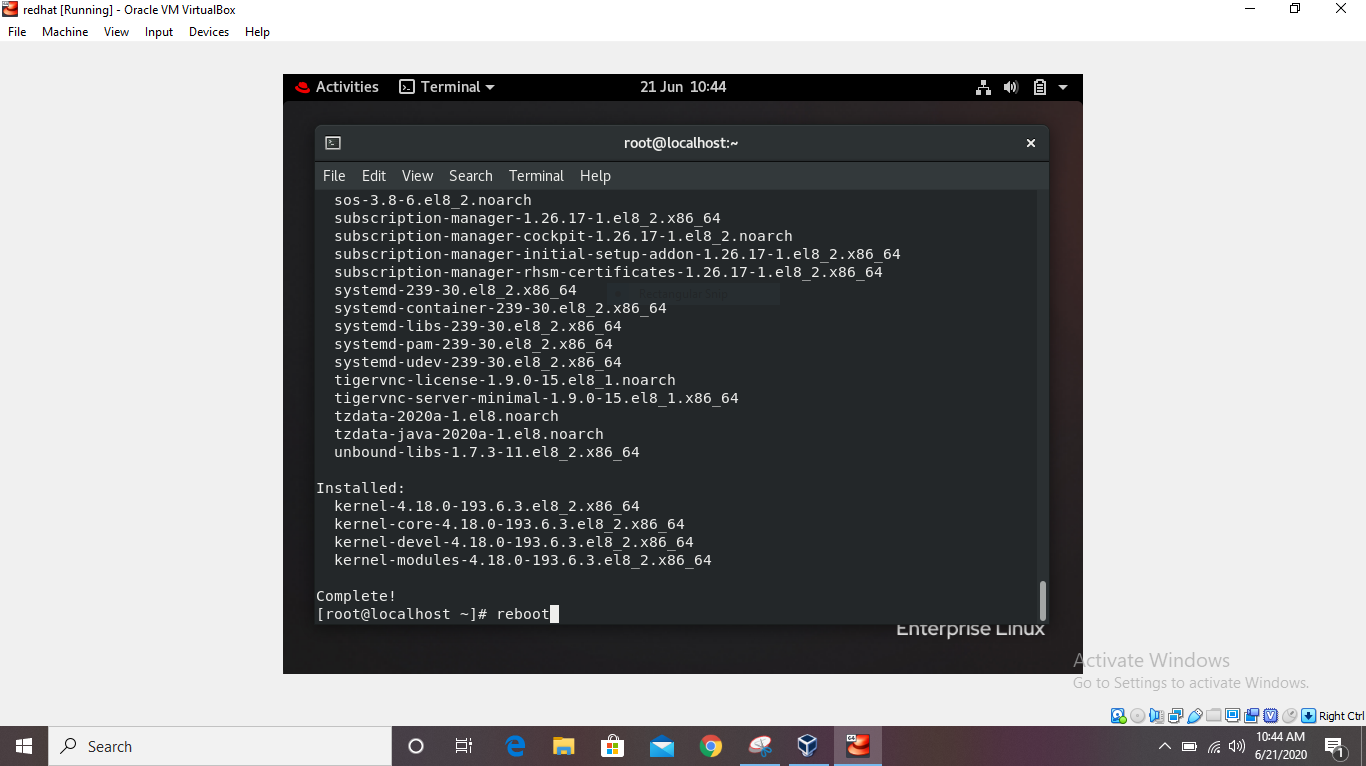 redhat [Running] - Oracle VM VirtualBox
File Machine View Input Devices Help
Activities Terminal 21 Jun 10:44
root@localhost:~
File Edit View Search Terminal Help
sos-3.8-6.el8_2.noarch
subscription-manager-1.26.17-1.el8_2.x86_64
subscription-manager-cockpit-1.26.17-1.el8_2.noarch
subscription-manager-initial-setup-addon-1.26.17-1.el8_2.x86_64
subscription-manager-rhsm-certificates-1.26.17-1.el8_2.x86_64
systemd-239-30.el8_2.x86_64
Rectangular Snip
systemd-container-239-30.el8_2.x86_64
systemd-libs-239-30.el8_2.x86_64
systemd-pam-239-30.el8_2.x86_64
systemd-udev-239-30.el8_2.x86_64
tigervnc-license-1.9.0-15.el8_1.noarch
tigervnc-server-minimal-1.9.0-15.el8_1.x86_64
tzdata-2020a-1.el8.noarch
tzdata-java-2020a-1.el8.noarch
unbound-libs-1.7.3-11.el8_2.x86_64
Installed:
kernel-4.18.0-193.6.3.el8_2.x86_64
kernel-core-4.18.0-193.6.3.el8_2.x86_64
kernel-devel-4.18.0-193.6.3.el8_2.x86_64
kernel-modules-4.18.0-193.6.3.el8_2.x86_64
Complete!
[root@localhost ~]# reboot
Enterprise Linux
Activate Windows
Go to Settings to activate Windows.
Right Ctrl
Search
10:44 AM
6/21/2020
1